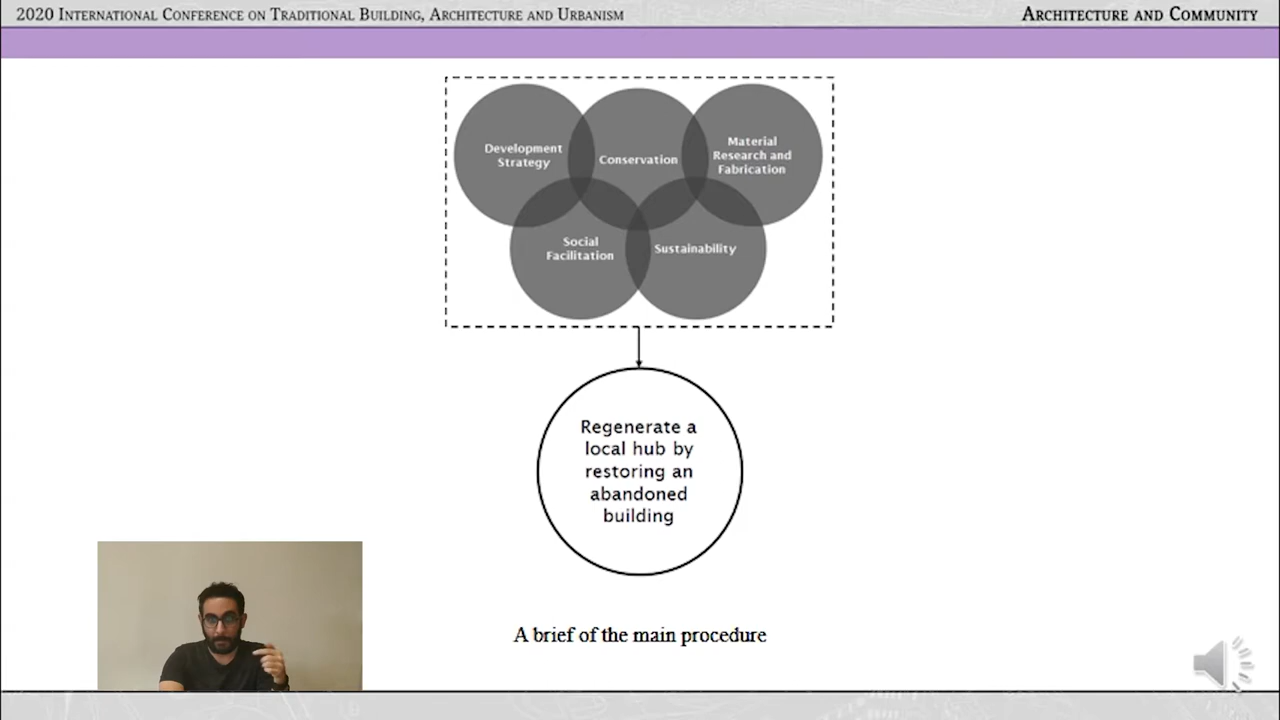 2020 International Conference on Traditional Building, Architecture and Urbanism
Architecture and Community
Development
Strategy
Conservation
Material
Research and
Fabrication
Social
Facilitation
Sustainability
Regenerate a
local hub by
restoring an
abandoned
building
A brief of the main procedure